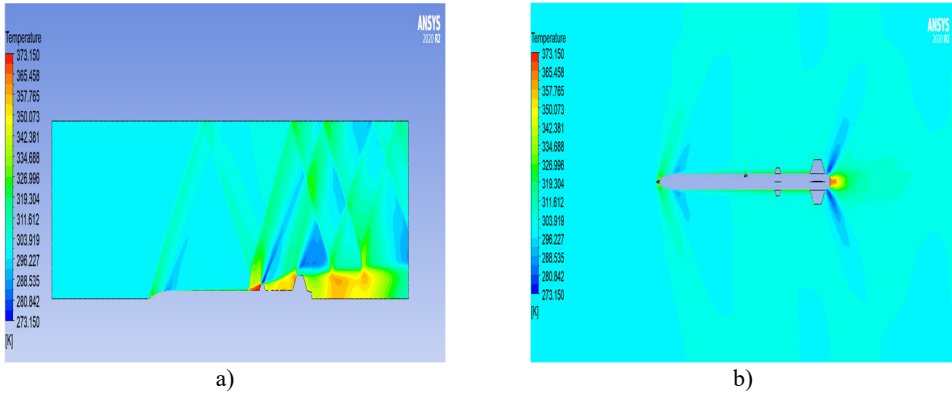 ANSYS
2020 R2
Temperature
373.150
365.458
357.765
350.073
342.381
334.688
326.996
319.304
311.612
303.919
296.227
288.535
280.842
273.150
[K]
a)
ANSYS
2020 R2
Temperature
373.150
365.458
357.765
350.073
342.381
334.688
326.996
319.304
311.612
303.919
296.227
288.535
280.842
273.150
[K]
b)